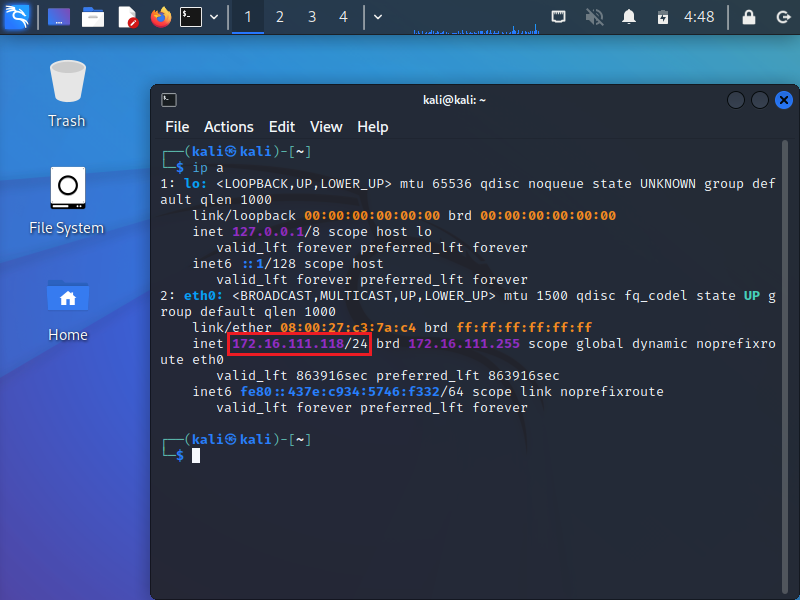 1 2 3 4 4:48
Trash
File System
Home
kali@kali: ~
File Actions Edit View Help
┌──(kali㉿kali)-[~]
└─$ ip a
1: lo: <LOOPBACK,UP,LOWER_UP> mtu 65536 qdisc noqueue state UNKNOWN group def
ault qlen 1000
    link/loopback 00:00:00:00:00:00 brd 00:00:00:00:00:00
    inet 127.0.0.1/8 scope host lo
       valid_lft forever preferred_lft forever
    inet6 ::1/128 scope host
       valid_lft forever preferred_lft forever
2: eth0: <BROADCAST,MULTICAST,UP,LOWER_UP> mtu 1500 qdisc fq_codel state UP g
roup default qlen 1000
    link/ether 08:00:27:c3:7a:c4 brd ff:ff:ff:ff:ff:ff
    inet 172.16.111.118/24 brd 172.16.111.255 scope global dynamic noprefixro
ute eth0
       valid_lft 863916sec preferred_lft 863916sec
    inet6 fe80::437e:c934:5746:f332/64 scope link noprefixroute
       valid_lft forever preferred_lft forever
┌──(kali㉿kali)-[~]
└─$